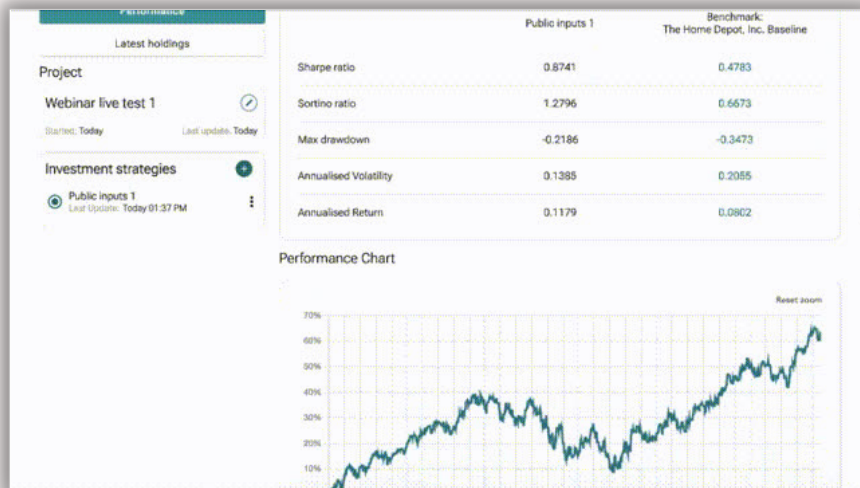 Performance
Latest holdings
Project
Webinar live test 1
Started: Today Last update: Today
Investment strategies
Public inputs 1
Last Update: Today 01:37 PM
Public inputs 1
Benchmark:
The Home Depot, Inc. Baseline
Sharpe ratio 0.8741 0.4783
Sortino ratio 1.2796 0.6673
Max drawdown -0.2186 -0.3473
Annualised Volatility 0.1385 0.2055
Annualised Return 0.1179 0.0802
Performance Chart
Reset zoom
70%
60%
50%
40%
30%
20%
10%